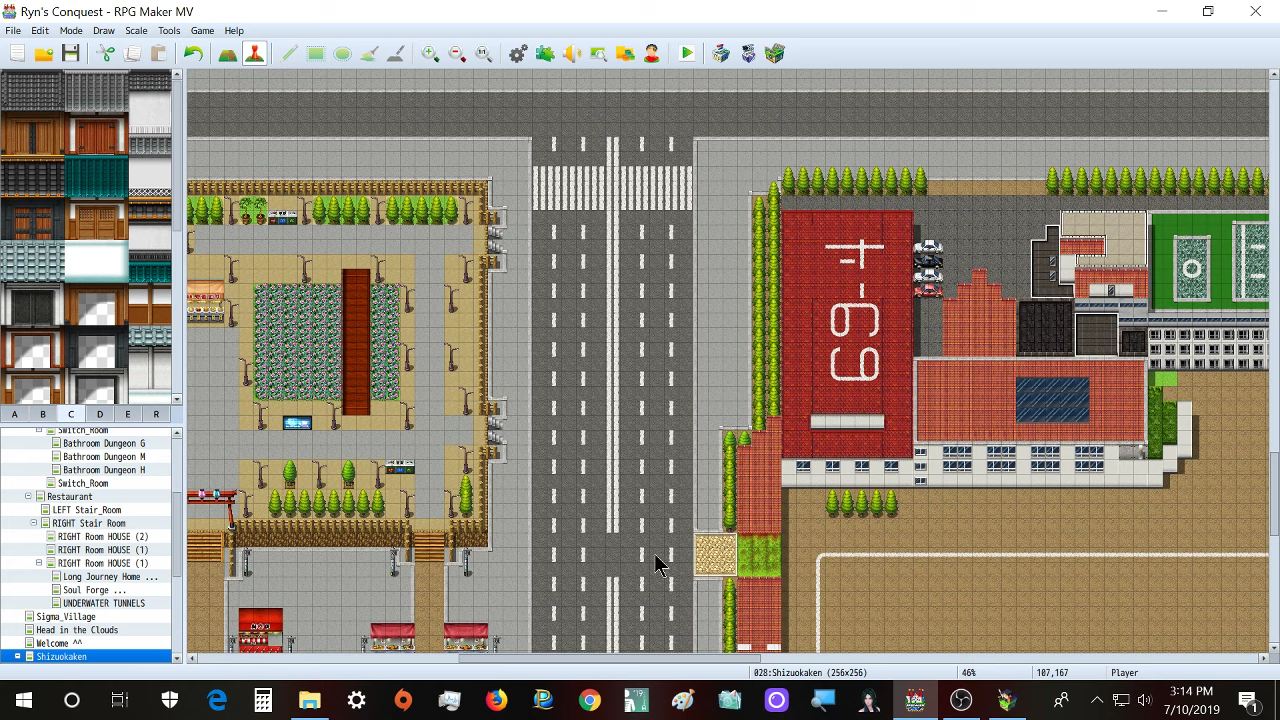 Ryn's Conquest - RPG Maker MV
File Edit Mode Draw Scale Tools Game Help
A B C D E R
Switch_Room
Bathroom Dungeon G
Bathroom Dungeon M
Bathroom Dungeon H
Switch_Room
Restaurant
LEFT Stair_Room
RIGHT Stair Room
RIGHT Room HOUSE (2)
RIGHT Room HOUSE (1)
RIGHT Room HOUSE (1)
Long Journey Home ...
Soul Forge ...
UNDERWATER TUNNELS
Sigma_Village
Head in the Clouds
Welcome ^^
Shizuokaken
028:Shizuokaken (256x256) 46% 107,167 Player
3:14 PM
7/10/2019